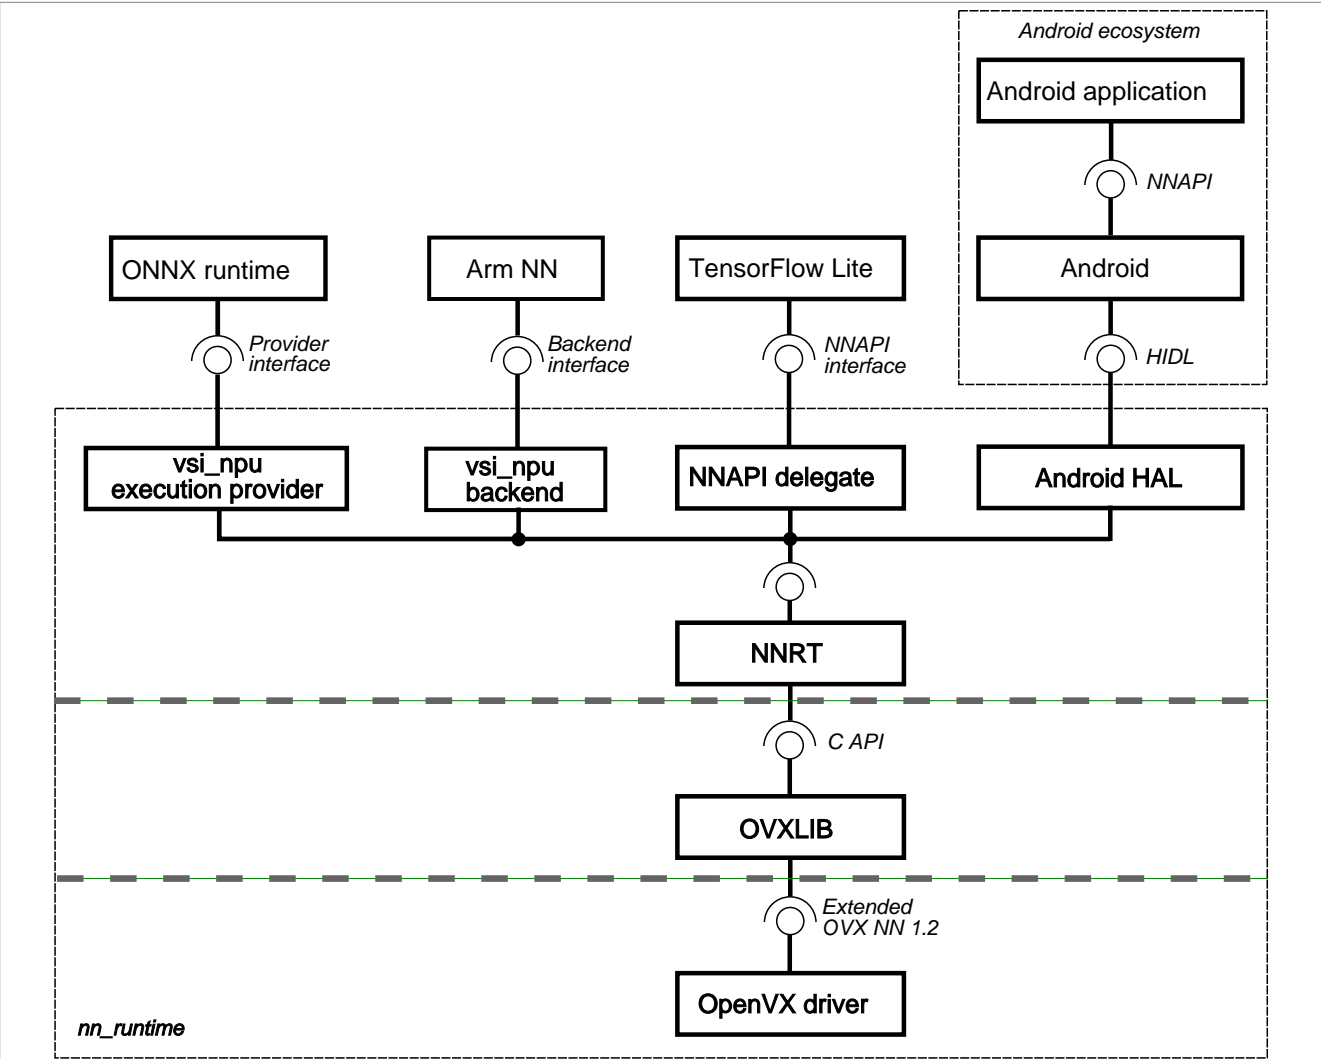 Android ecosystem
Android application
NNAPI
ONNX runtime
Arm NN
TensorFlow Lite
Android
Provider
interface
Backend
interface
NNAPI
interface
HIDL
vsi_npu
execution provider
vsi_npu
backend
NNAPI delegate
Android HAL
NNRT
C API
OVXLIB
Extended
OVX NN 1.2
OpenVX driver
nn_runtime